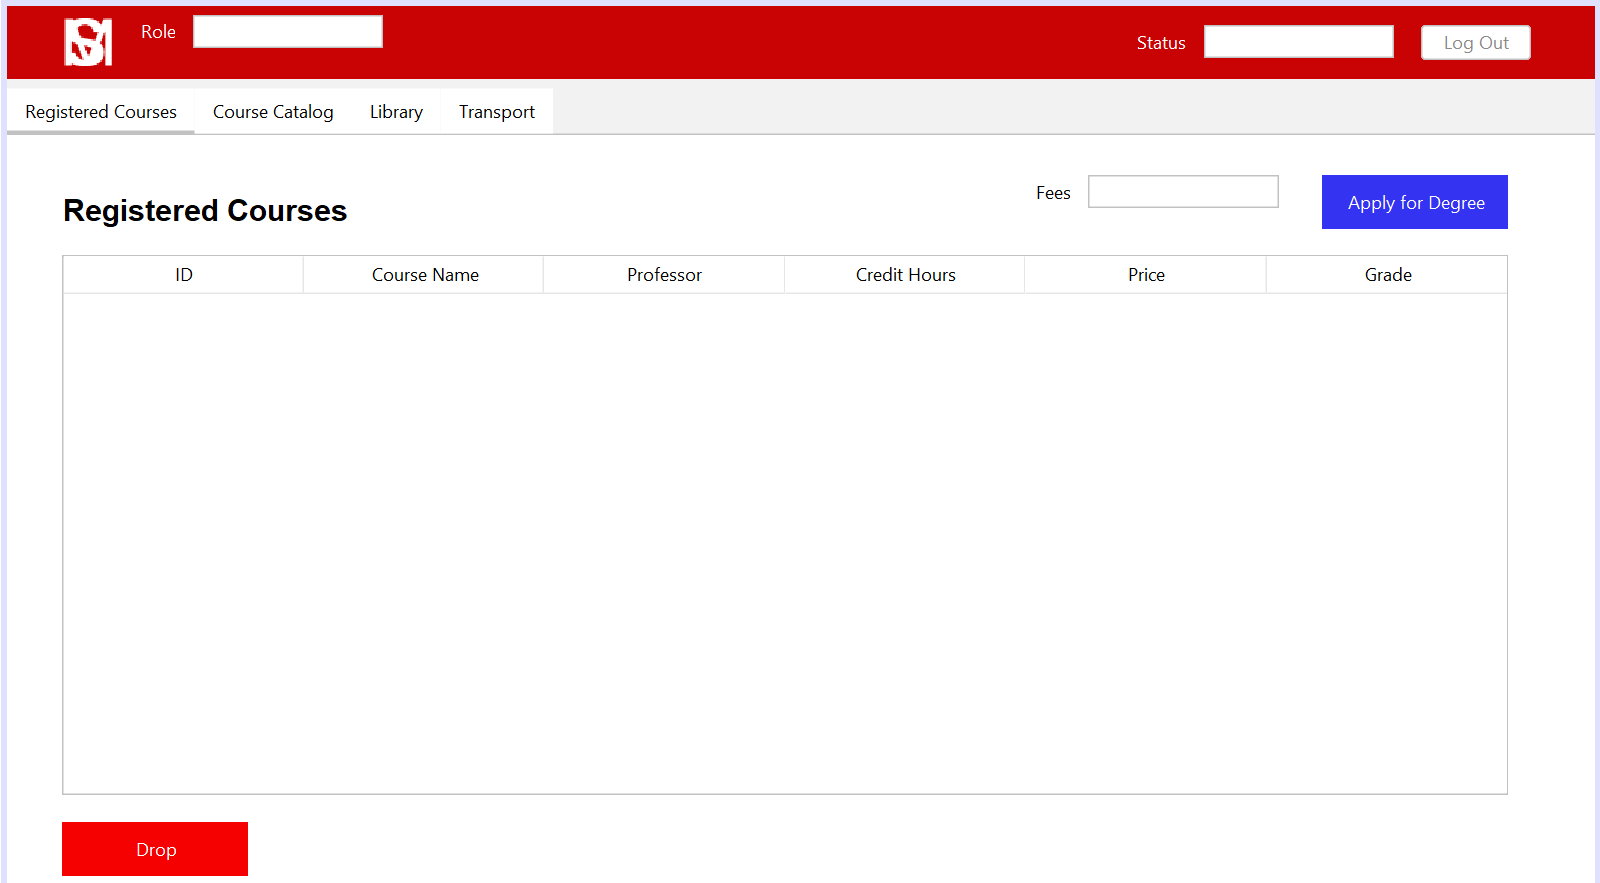 Role
Status
Log Out
Registered Courses Course Catalog Library Transport
Registered Courses
Fees
Apply for Degree
ID Course Name Professor Credit Hours Price Grade
Drop